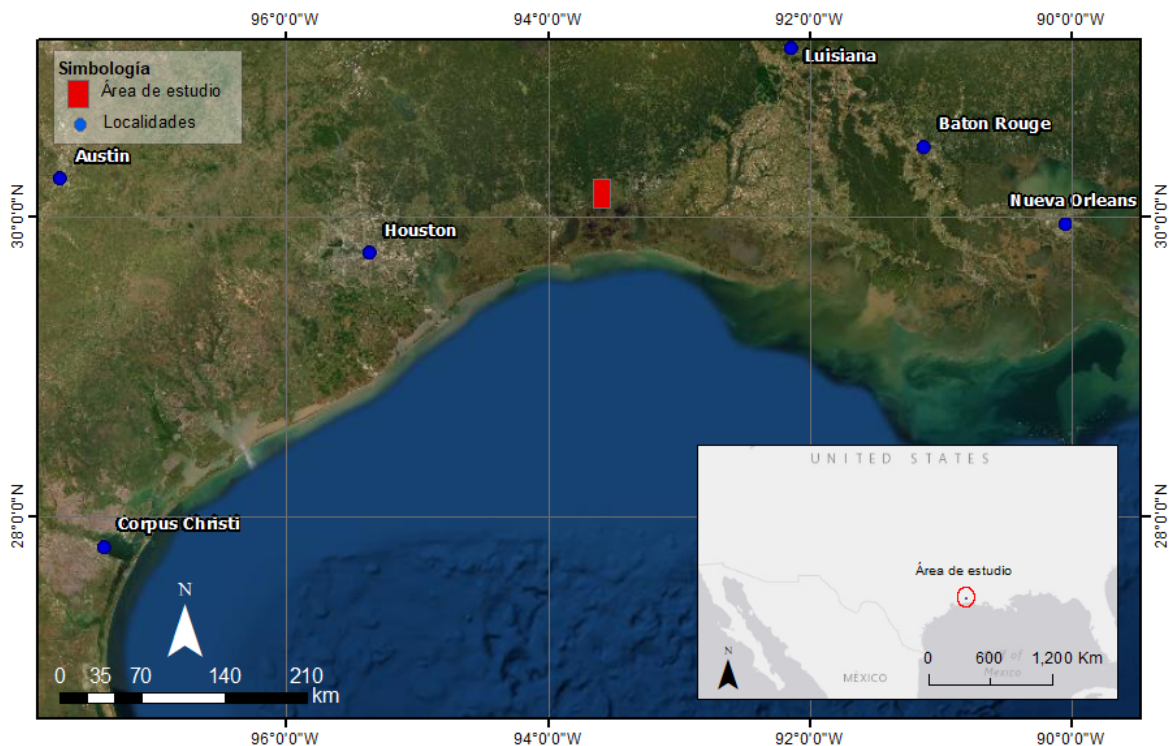 96°0'0"W 94°0'0"W 92°0'0"W 90°0'0"W
Simbología
Área de estudio
Localidades
Luisiana
Baton Rouge
Austin
Nueva Orleans
30°0'0"N
30°0'0"N
Houston
UNITED STATES
28°0'0"N
28°0'0"N
Corpus Christi
Área de estudio
N
0 35 70 140 210
km
N
0 600 1,200 Km
of
Mexico
MÉXICO
96°0'0"W 94°0'0"W 92°0'0"W 90°0'0"W